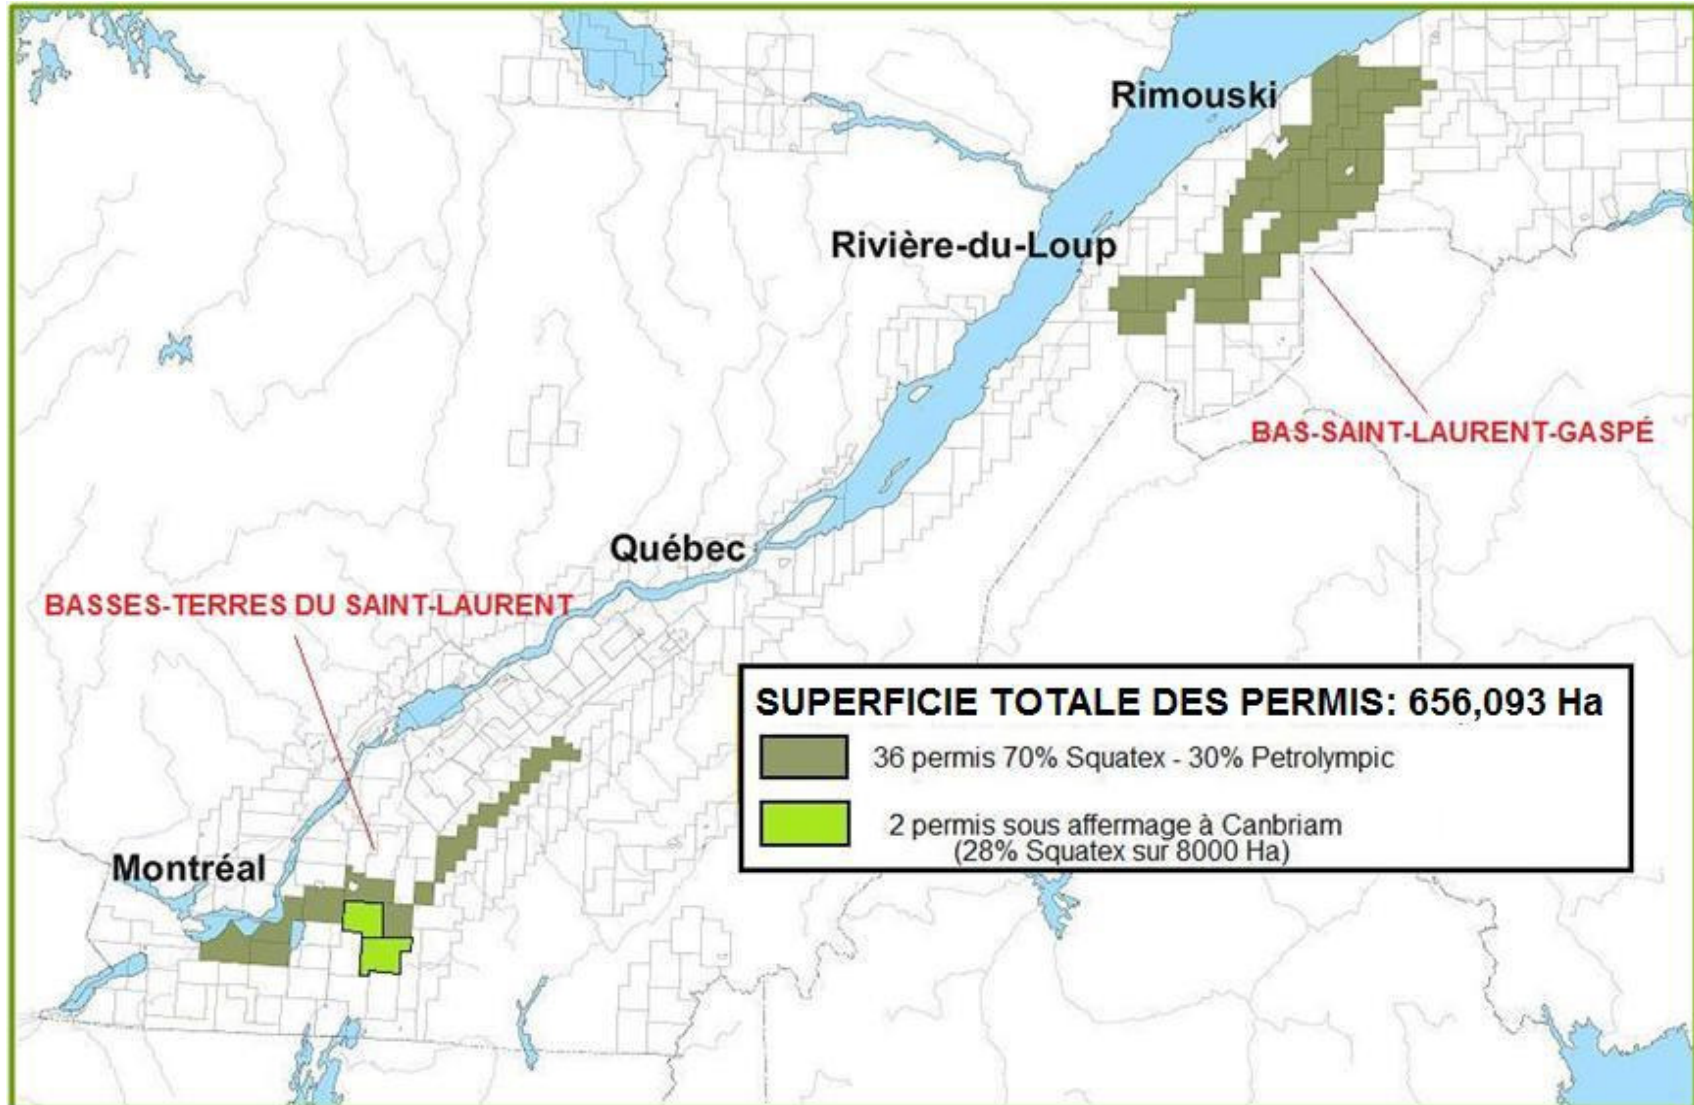 Rimouski
Rivière-du-Loup
BAS-SAINT-LAURENT-GASPÉ
Québec
BASSES-TERRES DU SAINT-LAURENT
SUPERFICIE TOTALE DES PERMIS: 656,093 Ha
36 permis 70% Squatex - 30% Petrolympic
2 permis sous affermage à Canbriam
(28% Squatex sur 8000 Ha)
Montréal